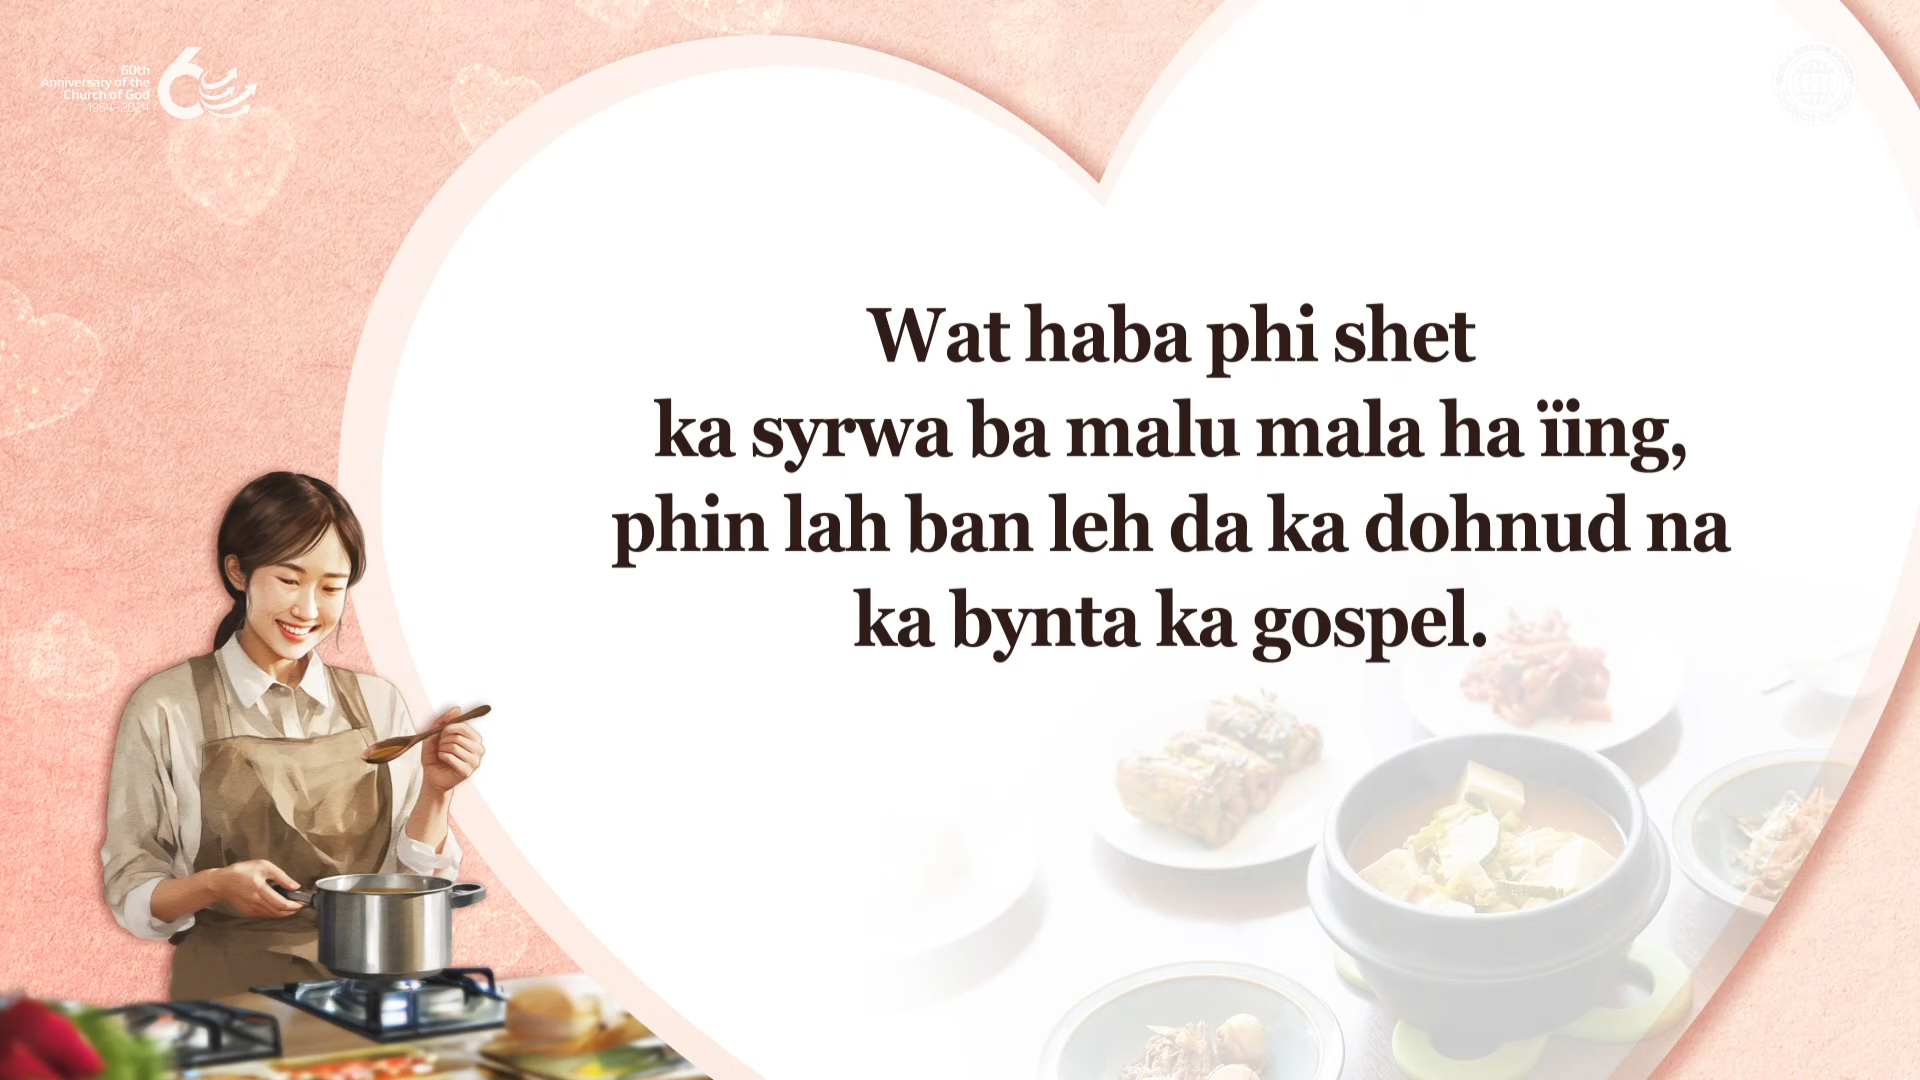 60th
Anniversary of the
Church of God
1964-2024
Wat haba phi shet
ka syrwa ba malu mala ha ïing,
phin lah ban leh da ka dohnud na
ka bynta ka gospel.